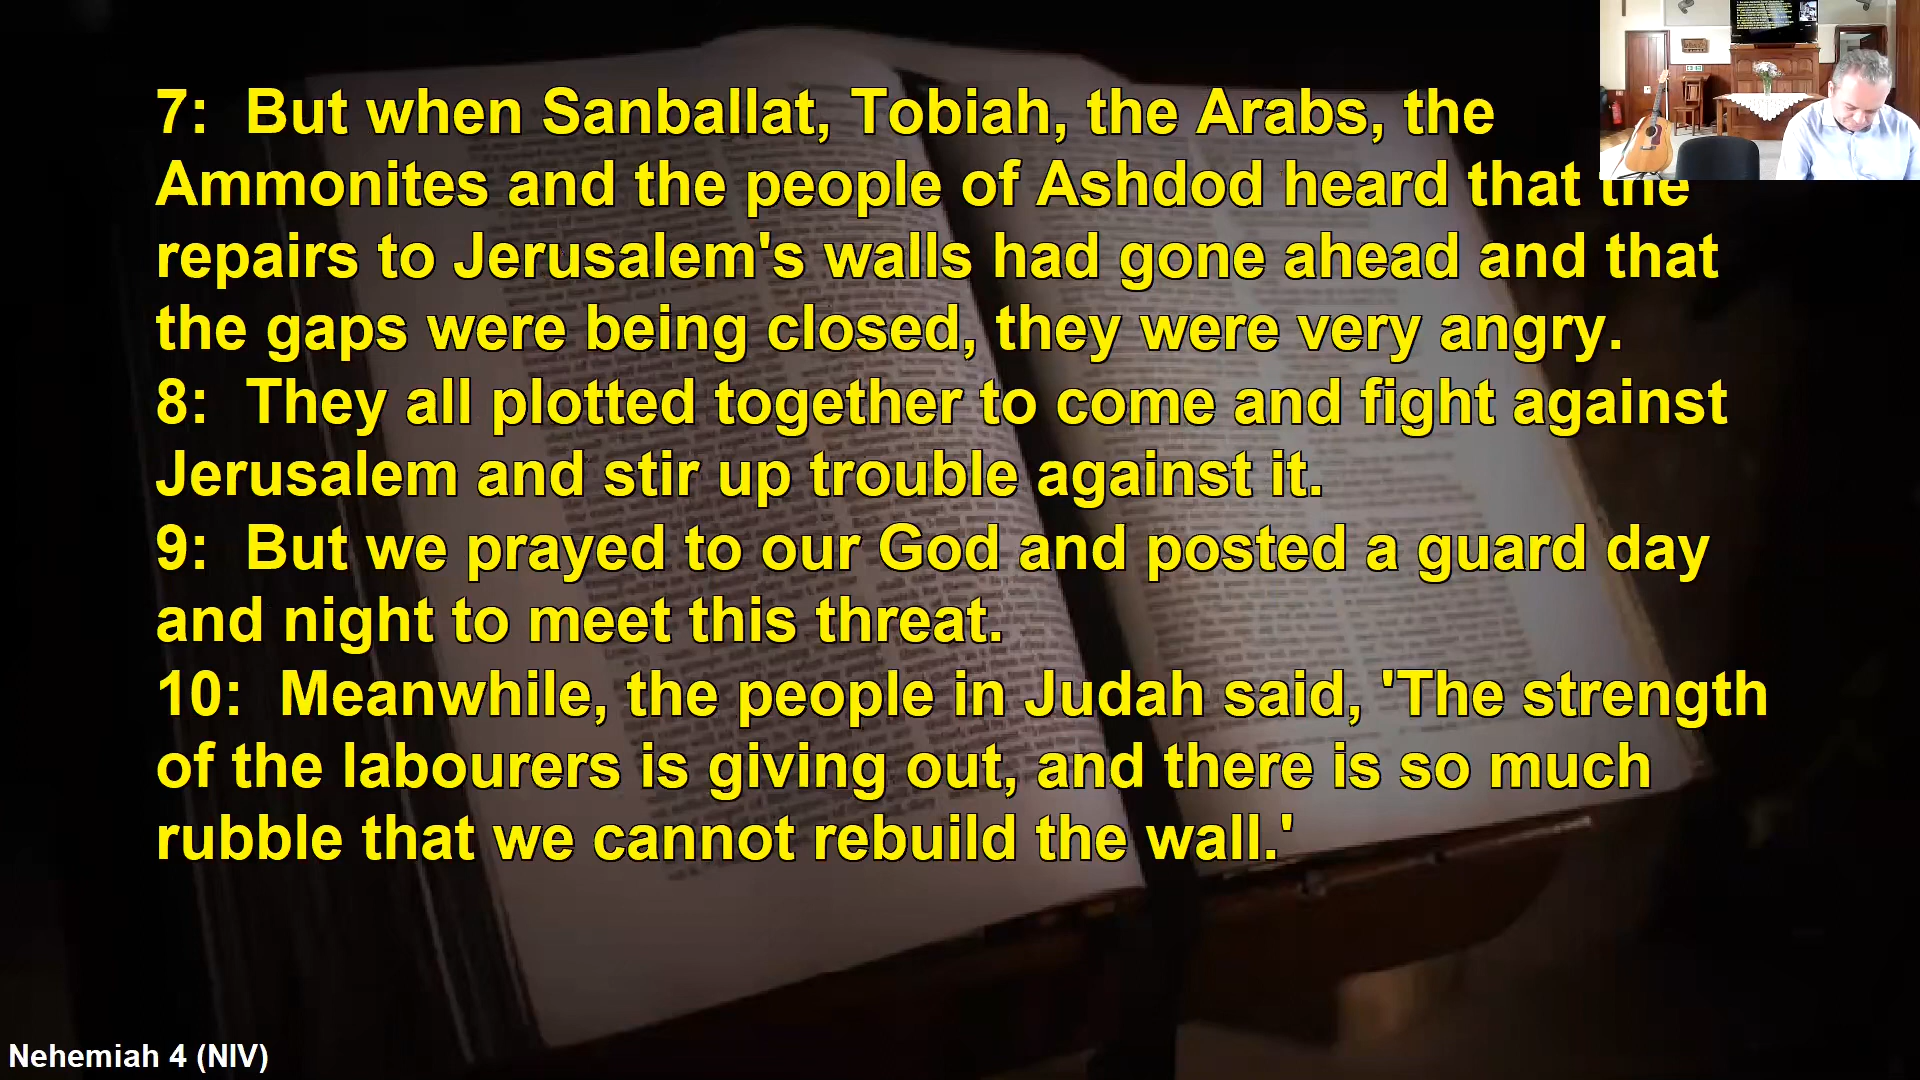 7: But when Sanballat, Tobiah, the Arabs, the
Ammonites and the people of Ashdod heard that the
repairs to Jerusalem's walls had gone ahead and that
the gaps were being closed, they were very angry.
8: They all plotted together to come and fight against
Jerusalem and stir up trouble against it.
9: But we prayed to our God and posted a guard day
and night to meet this threat.
10: Meanwhile, the people in Judah said, 'The strength
of the labourers is giving out, and there is so much
rubble that we cannot rebuild the wall.'
Nehemiah 4 (NIV)